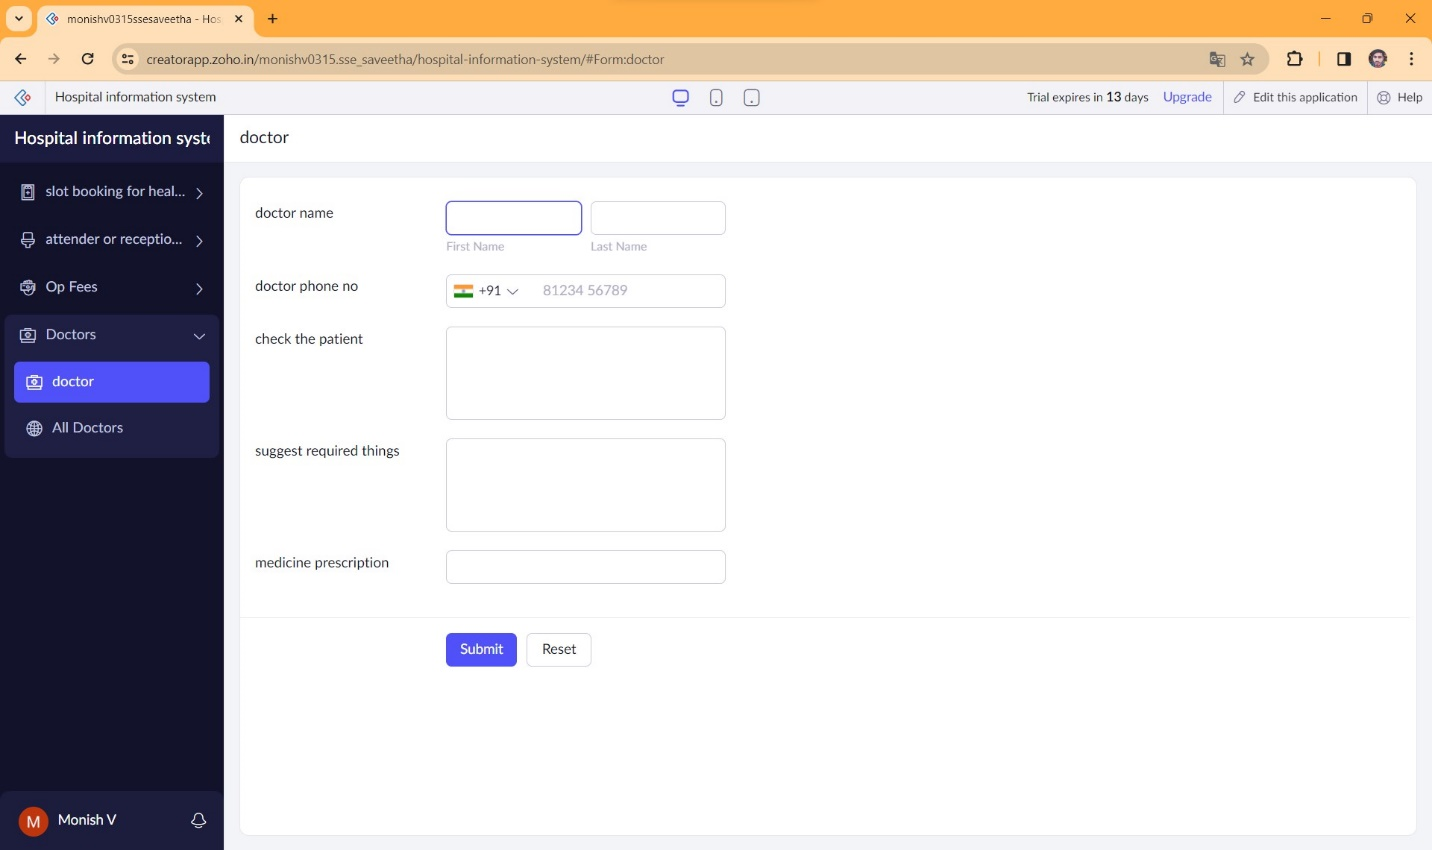 monishv0315ssesaveetha - Hos
creatorapp.zoho.in/monishv0315.sse_saveetha/hospital-information-system/#Form:doctor
Hospital information system
Trial expires in 13 days Upgrade Edit this application Help
Hospital information syste
doctor
slot booking for heal...
attender or receptio...
Op Fees
Doctors
doctor
All Doctors
doctor name
First Name Last Name
doctor phone no
+91 81234 56789
check the patient
suggest required things
medicine prescription
Submit Reset
M Monish V